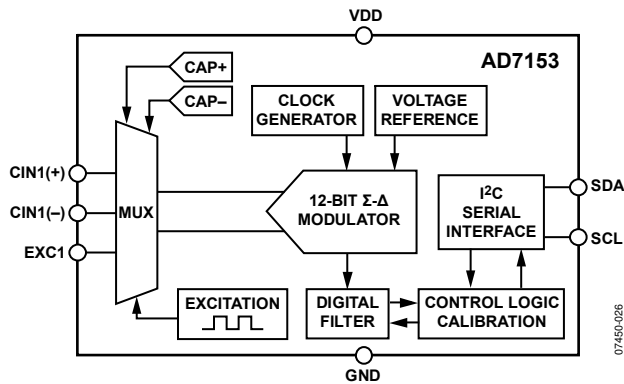 VDD
AD7153
CAP+
CAP–
CLOCK
GENERATOR
VOLTAGE
REFERENCE
CIN1(+)
CIN1(–)
EXC1
MUX
12-BIT Σ-Δ
MODULATOR
I²C
SERIAL
INTERFACE
SDA
SCL
EXCITATION
DIGITAL
FILTER
CONTROL LOGIC
CALIBRATION
GND
07450-026